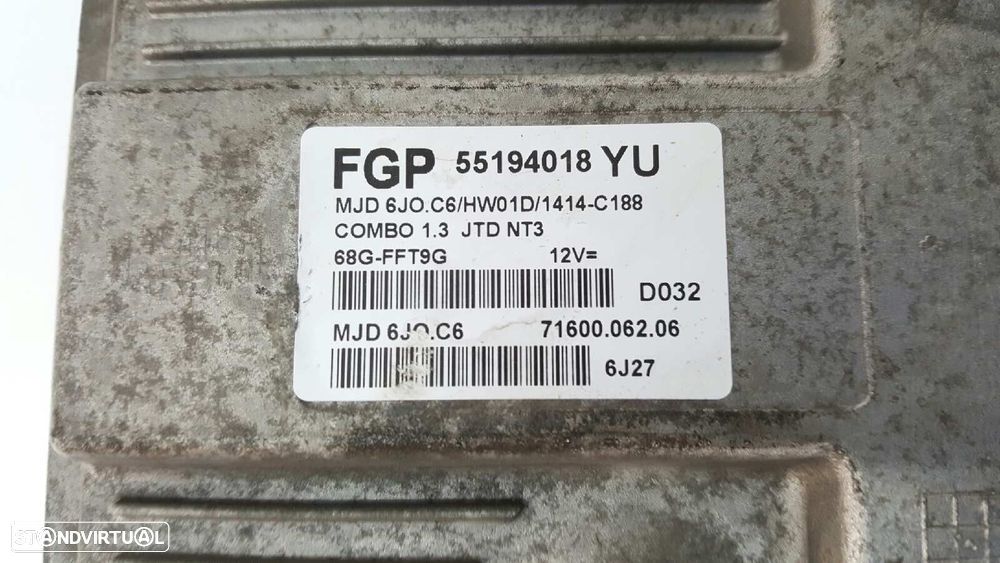 FGP 55194018 YU
MJD 6JO.C6/HW01D/1414-C188
COMBO 1.3 JTD NT3
68G-FFT9G 12V=
D032
MJD 6JO.C6 71600.062.06
6J27
STANDVIRTUAL